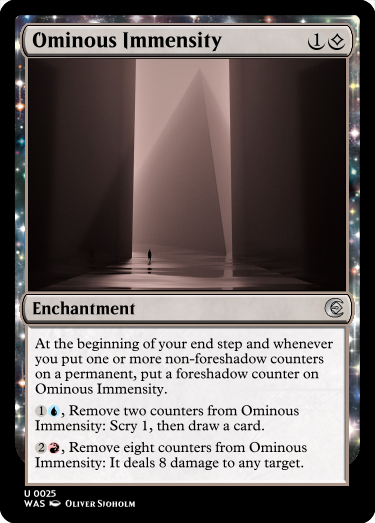 Ominous Immensity 1
Enchantment
At the beginning of your end step and whenever
you put one or more non-foreshadow counters
on a permanent, put a foreshadow counter on
Ominous Immensity.
1, Remove two counters from Ominous
Immensity: Scry 1, then draw a card.
2, Remove eight counters from Ominous
Immensity: It deals 8 damage to any target.
U 0025
WAS Oliver Sjoholm